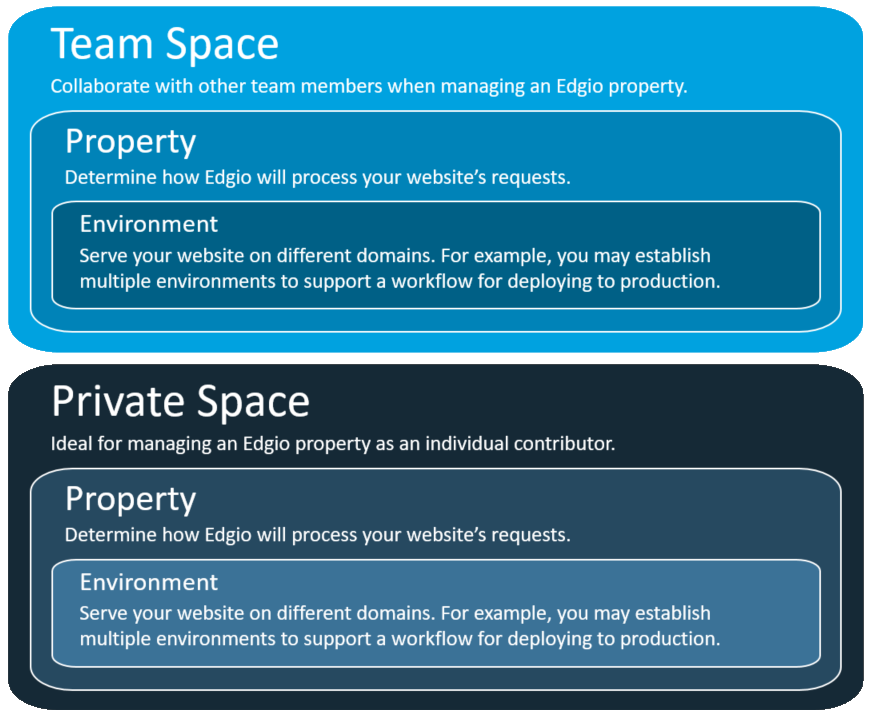 Team Space
Collaborate with other team members when managing an Edgio property.
Property
Determine how Edgio will process your website’s requests.
Environment
Serve your website on different domains. For example, you may establish
multiple environments to support a workflow for deploying to production.
Private Space
Ideal for managing an Edgio property as an individual contributor.
Property
Determine how Edgio will process your website’s requests.
Environment
Serve your website on different domains. For example, you may establish
multiple environments to support a workflow for deploying to production.